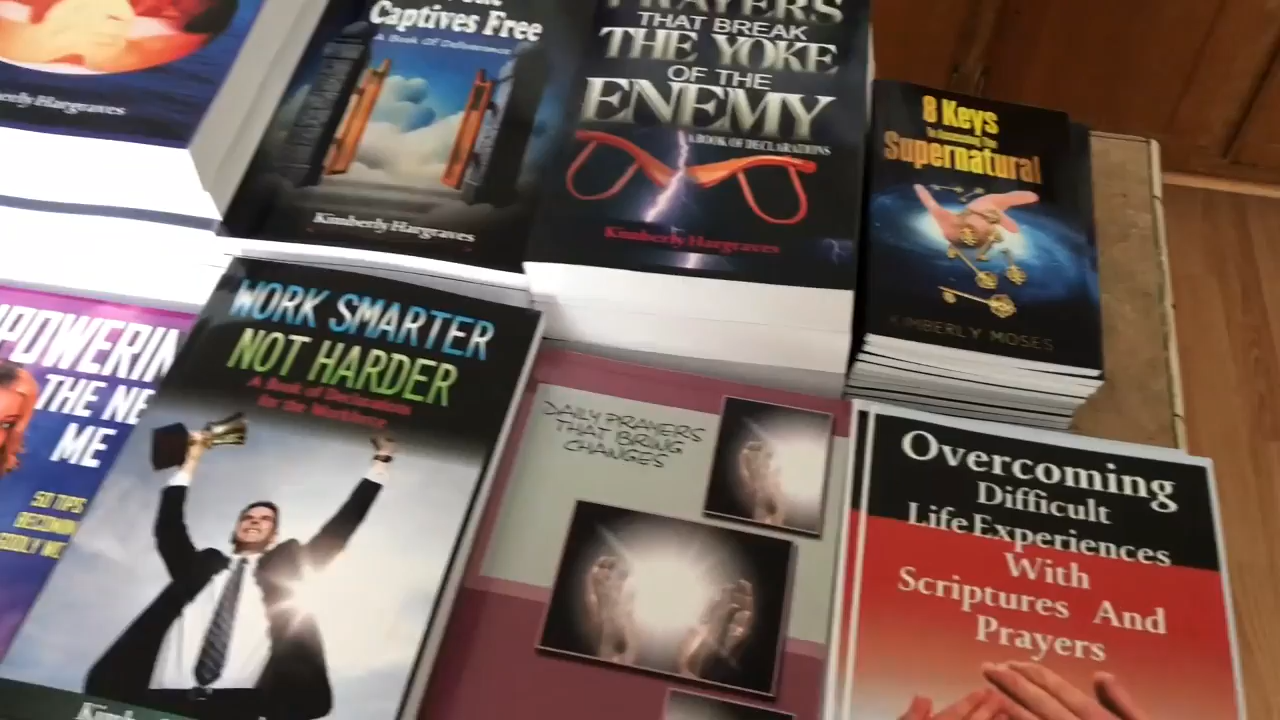 Hargraves
Captives Free
A Book Of Deliverance
Kimberly Hargraves
PRAYERS
THAT BREAK
THE YOKE
OF THE
ENEMY
A BOOK OF DECLARATIONS
Kimberly Hargraves
8 Keys
Supernatural
KIMBERLY MOSES
THE NE
ME
50 TIPS
WORK SMARTER
NOT HARDER
A Book of Declarations
for the Workforce
DAILY PRAYERS
THAT BRING
CHANGES
Overcoming
Difficult
Life Experiences
With
Scriptures And
Prayers